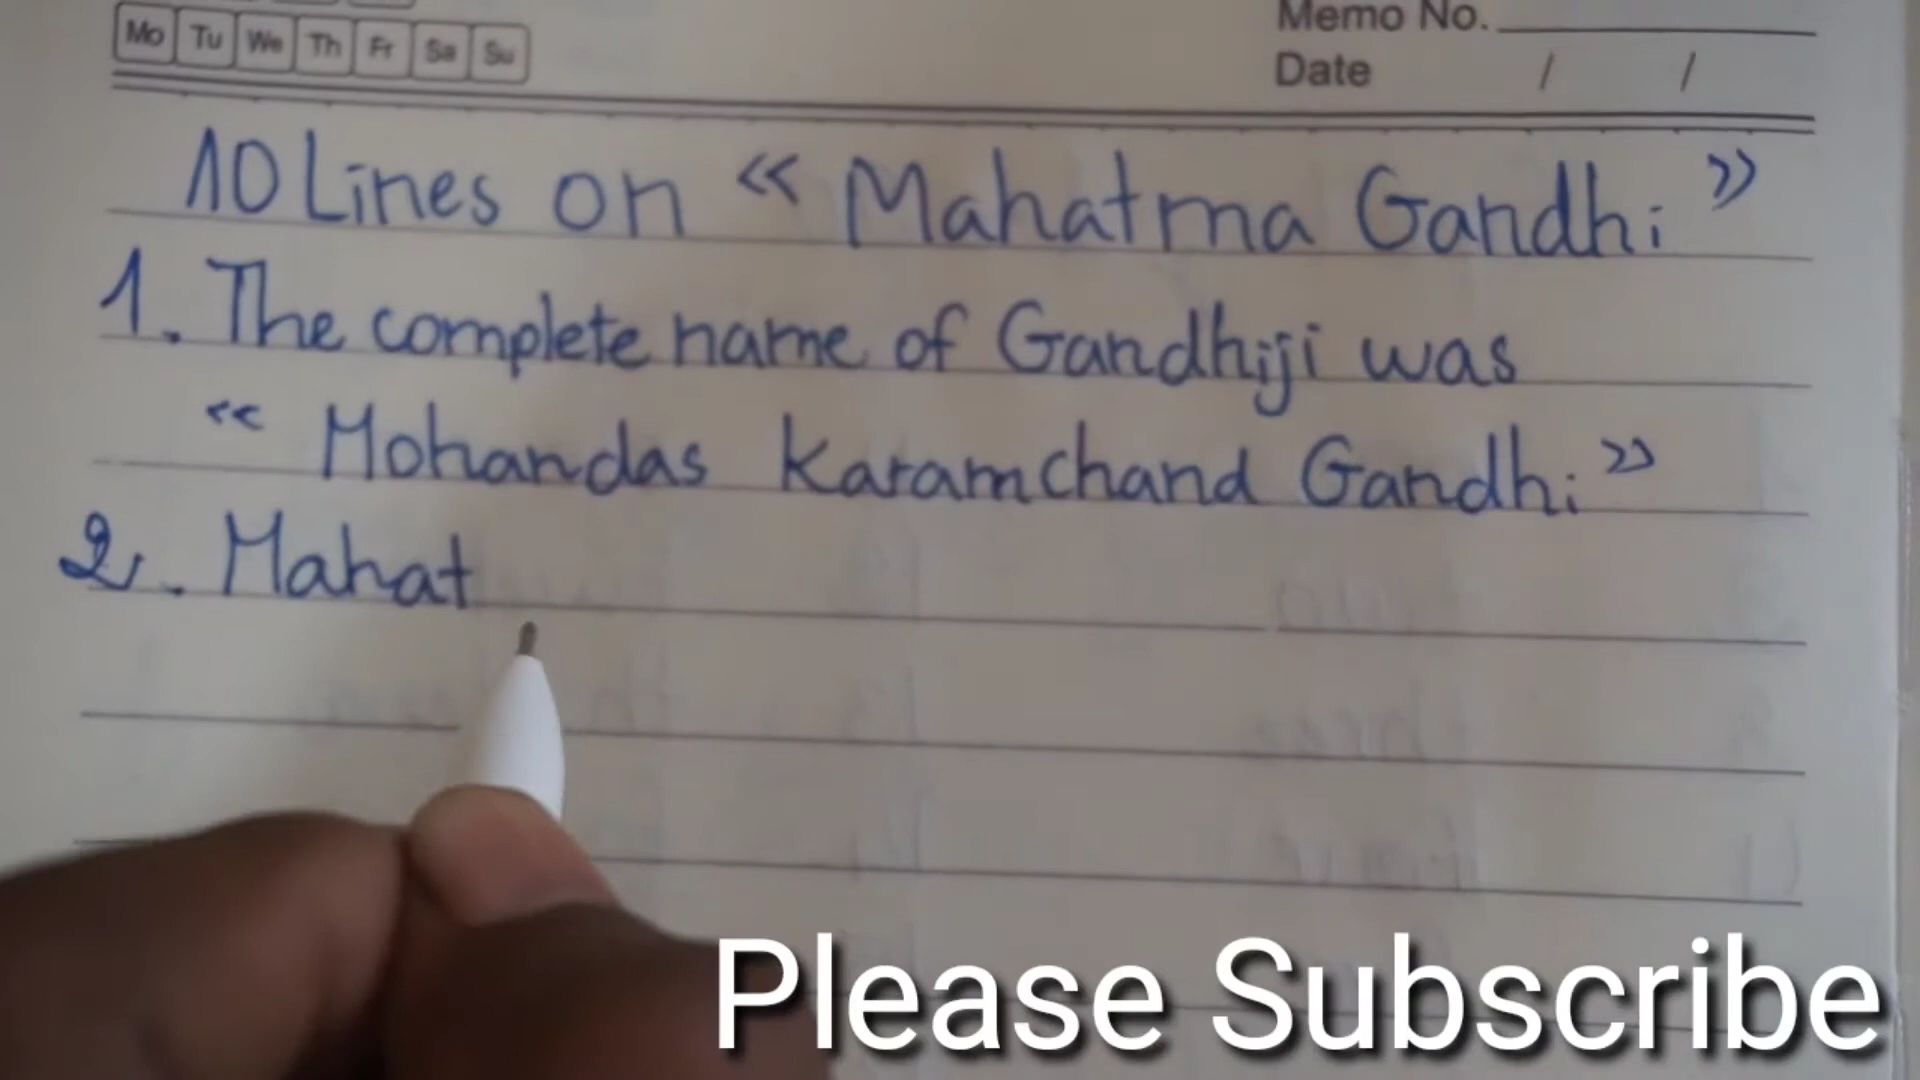 Mo Tu We Th Fr Sa Su
Memo No.
Date / /
10 Lines on « Mahatma Gandhi »
1. The complete name of Gandhiji was
« Mohandas Karamchand Gandhi »
2. Mahat
Please Subscribe